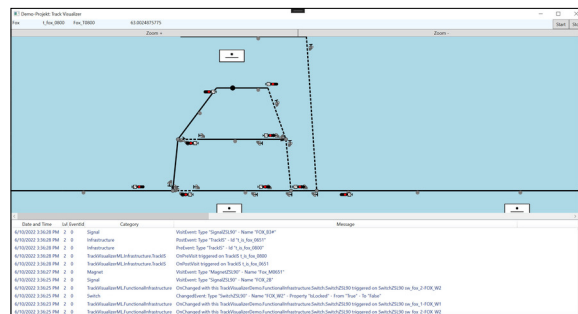 Demo-Projekt: Track Visualizer
Fox t_fox_0800 Fox_10800 63.0024075775 Start
Zoom + Zoom -
Date and Time Lvl EventId Category Message
6/10/2022 3:36:28 PM 2 0 Signal VisitEvent: Type "SignalZSL90" - Name "FOX_D3#"
6/10/2022 3:36:28 PM 2 0 Infrastructure PostEvent: Type "TrackIS" - Id "t_is_fox_0651"
6/10/2022 3:36:28 PM 2 0 Infrastructure PreEvent: Type "TrackIS" - Id "t_is_fox_0800"
6/10/2022 3:36:28 PM 2 0 TrackVisualizerML.Infrastructure.TrackIS OnPreVisit triggered on TrackIS t_is_fox_0800
6/10/2022 3:36:28 PM 2 0 TrackVisualizerML.Infrastructure.TrackIS OnPostVisit triggered on TrackIS t_is_fox_0651
6/10/2022 3:36:27 PM 2 0 Magnet VisitEvent: Type "MagnetZSL90" - Name "Fox_M0651"
6/10/2022 3:36:25 PM 2 0 Signal VisitEvent: Type "SignalZSL90" - Name "FOX_2B"
6/10/2022 3:36:25 PM 2 0 TrackVisualizerML.FunctionalInfrastructure OnChanged with this TrackVisualizerDemo.FunctionalInfrastructure.Switch.SwitchZSL90 triggered on SwitchZSL90 sw_fox_2-FOX_W2
6/10/2022 3:36:25 PM 2 0 Switch ChangedEvent: Type "SwitchZSL90" - Name "FOX_W2" - Property "IsLocked" - From "True" - To "False"
6/10/2022 3:36:23 PM 2 0 TrackVisualizerML.FunctionalInfrastructure OnChanged with this TrackVisualizerDemo.FunctionalInfrastructure.Switch.SwitchZSL90 triggered on SwitchZSL90 sw_fox_1-FOX_W1
6/10/2022 3:36:25 PM 2 0 TrackVisualizerML.FunctionalInfrastructure OnChanged with this TrackVisualizerDemo.FunctionalInfrastructure.Switch.SwitchZSL90 triggered on SwitchZSL90 sw_fox_2-FOX_W2